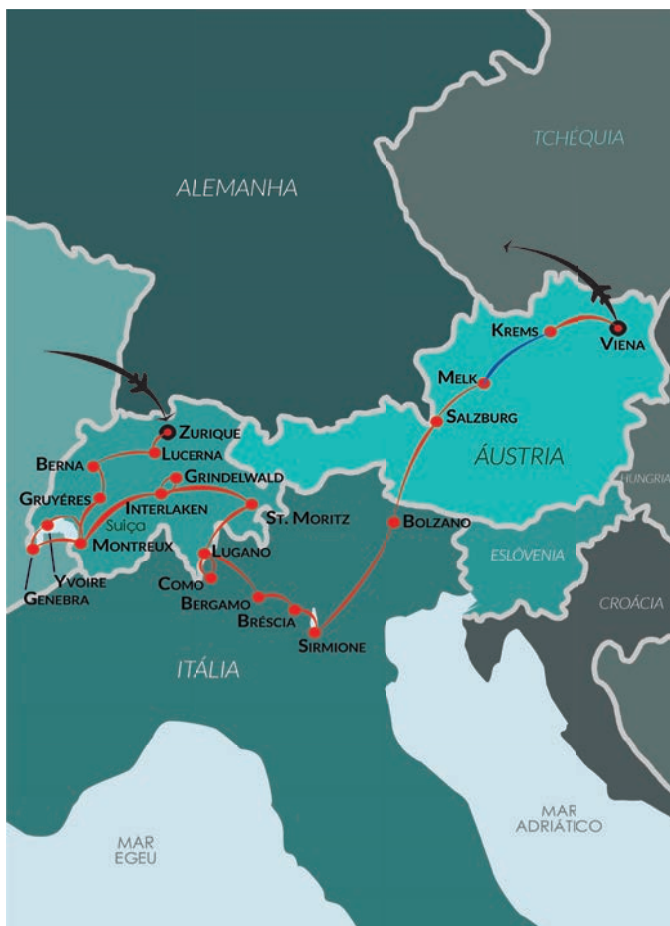 TCHÉQUIA
ALEMANHA
KREMS
VIENA
MELK
SALZBURG
ZURIQUE
LUCERNA
BERNA
GRINDELWALD
ÁUSTRIA
HUNGRIA
GRUYÉRES
INTERLAKEN
ST. MORITZ
BOLZANO
Suiça
MONTREUX
LUGANO
ESLÓVENIA
YVOIRE
COMO
GENEBRA
BERGAMO
CROÁCIA
BRÉSCIA
SIRMIONE
ITÁLIA
MAR
ADRIÁTICO
MAR
EGEU